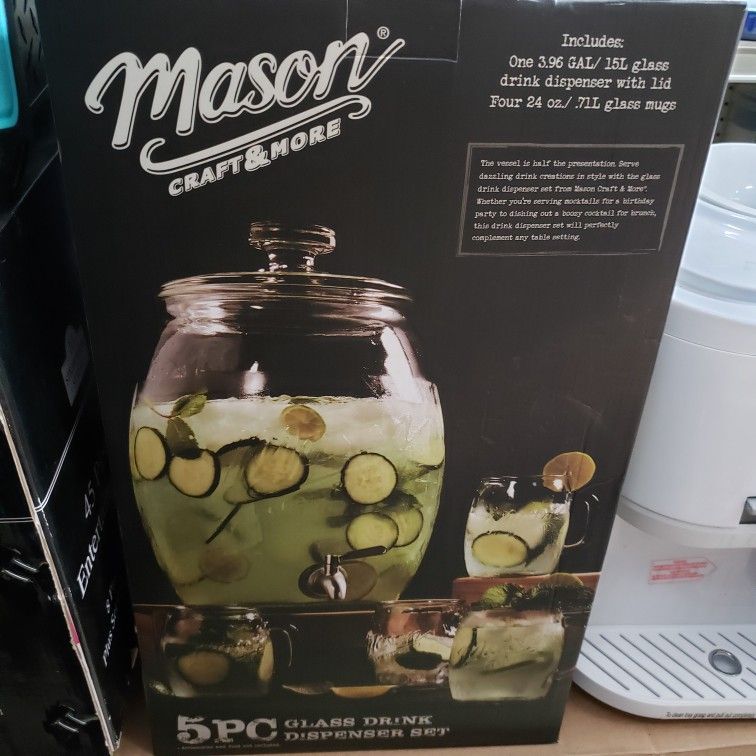 Mason®
CRAFT & MORE
Includes:
One 3.96 GAL/ 15L glass
drink dispenser with lid
Four 24 oz./ .71L glass mugs
The vessel is half the presentation. Serve
dazzling drink creations in style with the glass
drink dispenser set from Mason Craft & More®.
Whether you're serving mocktails for a birthday
party to dishing out a boozy cocktail for brunch,
this drink dispenser set will perfectly
complement any table setting.
5PC GLASS DRINK
DISPENSER SET